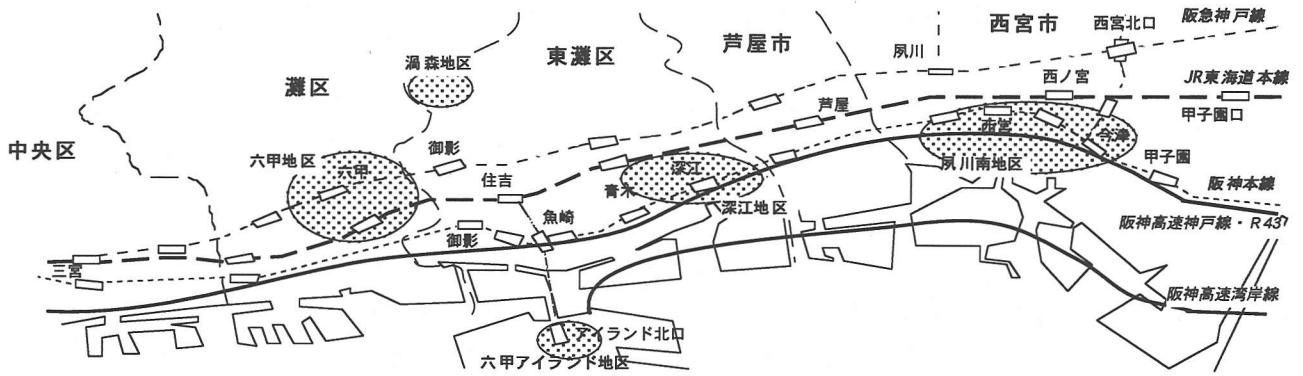 西宮市
西宮北口
阪急神戸線
東灘区
芦屋市
夙川
渦森地区
西ノ宮
JR東海道本線
灘区
芦屋
甲子園口
中央区
六甲地区
六甲
御影
西宮
今津
住吉
深江
夙川南地区
甲子園
青木
深江地区
阪神本線
魚崎
御影
阪神高速神戸線・R43
三宮
阪神高速湾岸線
アイランド北口
六甲アイランド地区